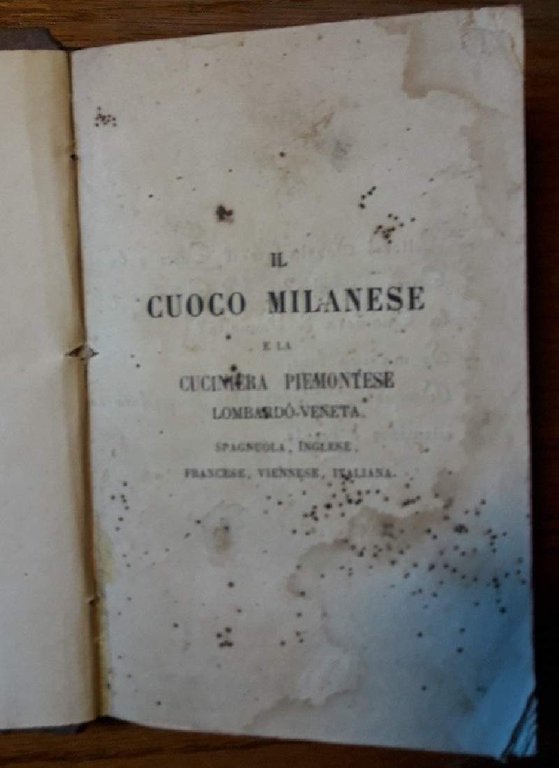 IL
CUOCO MILANESE
E LA
CUCINIERA PIEMONTESE
LOMBARDO-VENETA,
SPAGNUOLA, INGLESE,
FRANCESE, VIENNESE, ITALIANA.